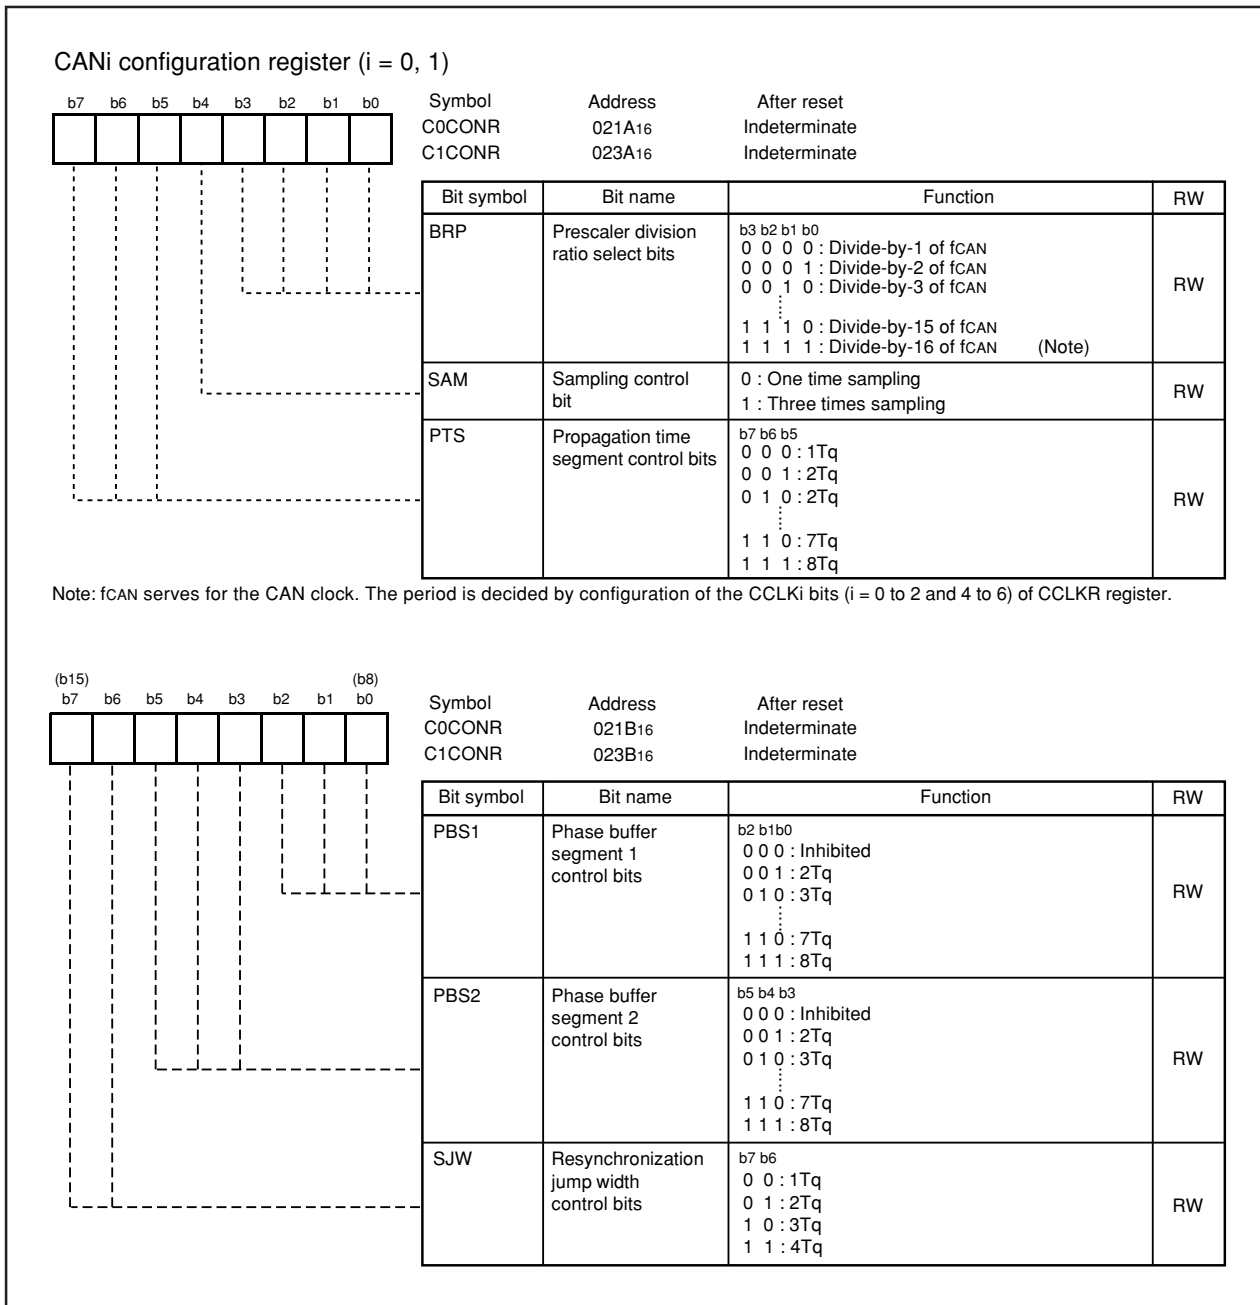 CANi configuration register (i = 0, 1)
b7 b6 b5 b4 b3 b2 b1 b0
Symbol Address After reset
C0CONR 021A16 Indeterminate
C1CONR 023A16 Indeterminate
Bit symbol Bit name Function RW
BRP Prescaler division ratio select bits RW
b3 b2 b1 b0
0 0 0 0 : Divide-by-1 of fCAN
0 0 0 1 : Divide-by-2 of fCAN
0 0 1 0 : Divide-by-3 of fCAN
1 1 1 0 : Divide-by-15 of fCAN
1 1 1 1 : Divide-by-16 of fCAN (Note)
SAM Sampling control bit RW
0 : One time sampling
1 : Three times sampling
PTS Propagation time segment control bits RW
b7 b6 b5
0 0 0 : 1Tq
0 0 1 : 2Tq
0 1 0 : 2Tq
1 1 0 : 7Tq
1 1 1 : 8Tq
Note: fCAN serves for the CAN clock. The period is decided by configuration of the CCLKi bits (i = 0 to 2 and 4 to 6) of CCLKR register.
(b15) (b8)
b7 b6 b5 b4 b3 b2 b1 b0
Symbol Address After reset
C0CONR 021B16 Indeterminate
C1CONR 023B16 Indeterminate
Bit symbol Bit name Function RW
PBS1 Phase buffer segment 1 control bits RW
b2 b1b0
0 0 0 : Inhibited
0 0 1 : 2Tq
0 1 0 : 3Tq
1 1 0 : 7Tq
1 1 1 : 8Tq
PBS2 Phase buffer segment 2 control bits RW
b5 b4 b3
0 0 0 : Inhibited
0 0 1 : 2Tq
0 1 0 : 3Tq
1 1 0 : 7Tq
1 1 1 : 8Tq
SJW Resynchronization jump width control bits RW
b7 b6
0 0 : 1Tq
0 1 : 2Tq
1 0 : 3Tq
1 1 : 4Tq